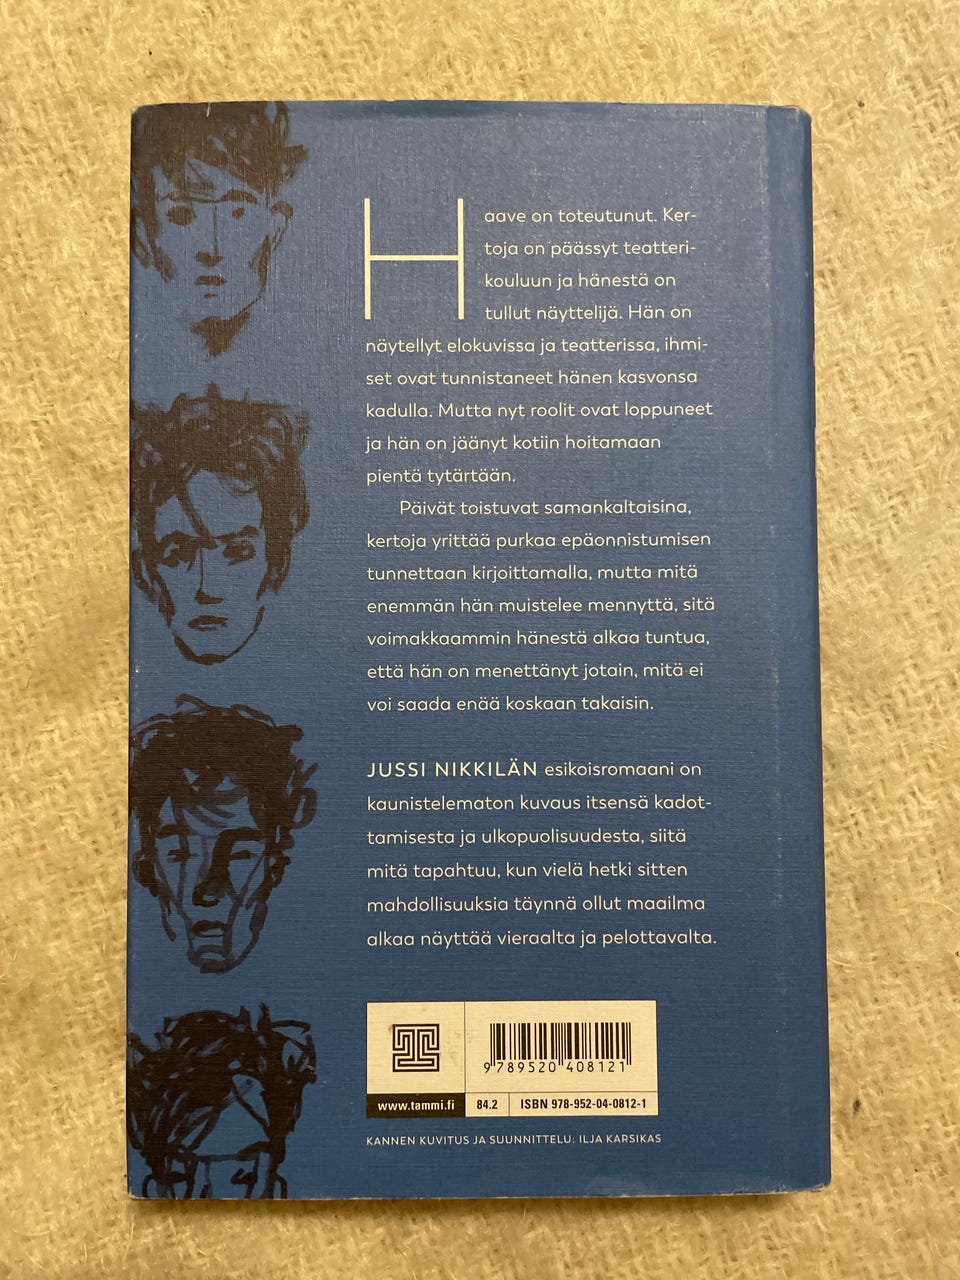 Haave on toteutunut. Ker-
toja on päässyt teatteri-
kouluun ja hänestä on
tullut näyttelijä. Hän on
näytellyt elokuvissa ja teatterissa, ihmi-
set ovat tunnistaneet hänen kasvonsa
kadulla. Mutta nyt roolit ovat loppuneet
ja hän on jäänyt kotiin hoitamaan
pientä tytärtään.
Päivät toistuvat samankaltaisina,
kertoja yrittää purkaa epäonnistumisen
tunnettaan kirjoittamalla, mutta mitä
enemmän hän muistelee mennyttä, sitä
voimakkaammin hänestä alkaa tuntua,
että hän on menettänyt jotain, mitä ei
voi saada enää koskaan takaisin.
JUSSI NIKKILÄN esikoisromaani on
kaunistelematon kuvaus itsensä kadot-
tamisesta ja ulkopuolisuudesta, siitä
mitä tapahtuu, kun vielä hetki sitten
mahdollisuuksia täynnä ollut maailma
alkaa näyttää vieraalta ja pelottavalta.
9 789520 408121
www.tammi.fi 84.2 ISBN 978-952-04-0812-1
KANNEN KUVITUS JA SUUNNITTELU: ILJA KARSIKAS